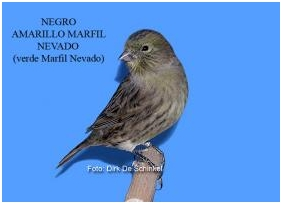 NEGRO
AMARILLO MARFIL
NEVADO
(verde Marfil Nevado)
Foto: Dirk De Schinkel